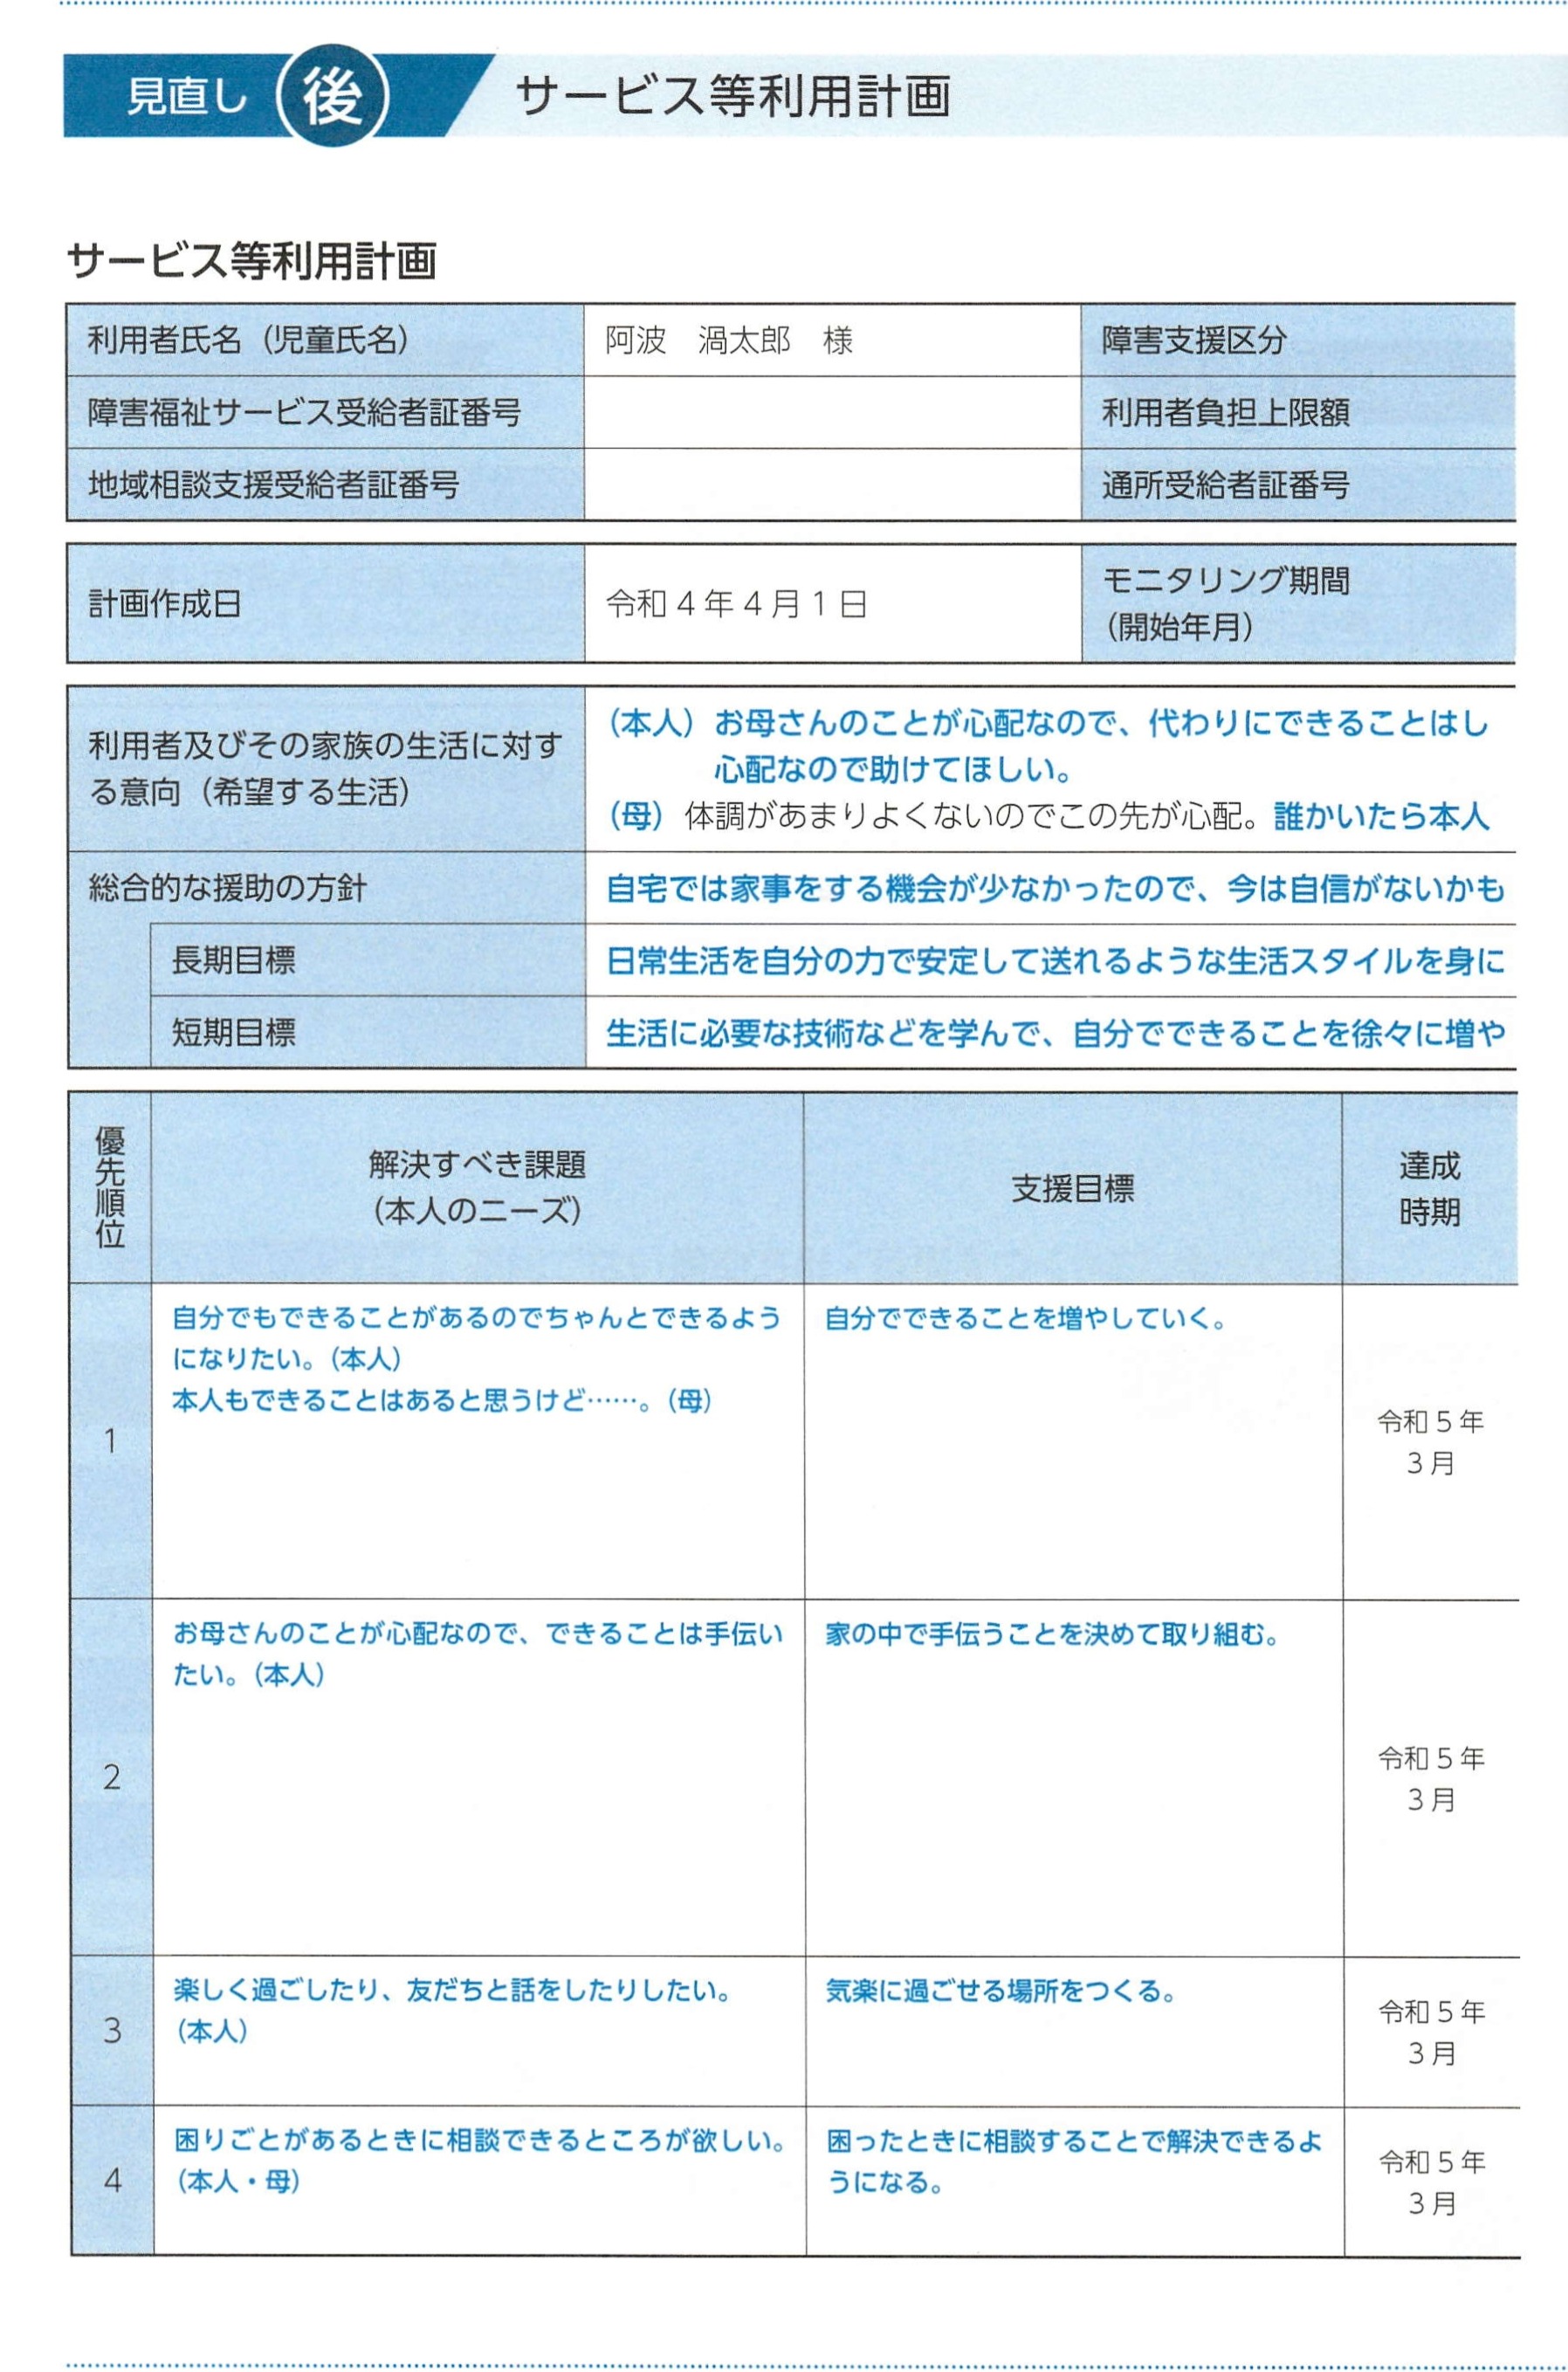 見直し 後 サービス等利用計画
サービス等利用計画
利用者氏名（児童氏名） 阿波　渦太郎　様 障害支援区分
障害福祉サービス受給者証番号 利用者負担上限額
地域相談支援受給者証番号 通所受給者証番号
計画作成日 令和4年4月1日 モニタリング期間
（開始年月）
利用者及びその家族の生活に対す
る意向（希望する生活）
（本人）お母さんのことが心配なので、代わりにできることはし
心配なので助けてほしい。
（母）体調があまりよくないのでこの先が心配。誰かいたら本人
総合的な援助の方針 自宅では家事をする機会が少なかったので、今は自信がないかも
長期目標 日常生活を自分の力で安定して送れるような生活スタイルを身に
短期目標 生活に必要な技術などを学んで、自分でできることを徐々に増や
優先順位
解決すべき課題
（本人のニーズ）
支援目標
達成
時期
1
自分でもできることがあるのでちゃんとできるよう
になりたい。（本人）
本人もできることはあると思うけど……。（母）
自分でできることを増やしていく。
令和5年
3月
2
お母さんのことが心配なので、できることは手伝い
たい。（本人）
家の中で手伝うことを決めて取り組む。
令和5年
3月
3
楽しく過ごしたり、友だちと話をしたりしたい。
（本人）
気楽に過ごせる場所をつくる。
令和5年
3月
4
困りごとがあるときに相談できるところが欲しい。
（本人・母）
困ったときに相談することで解決できるよ
うになる。
令和5年
3月